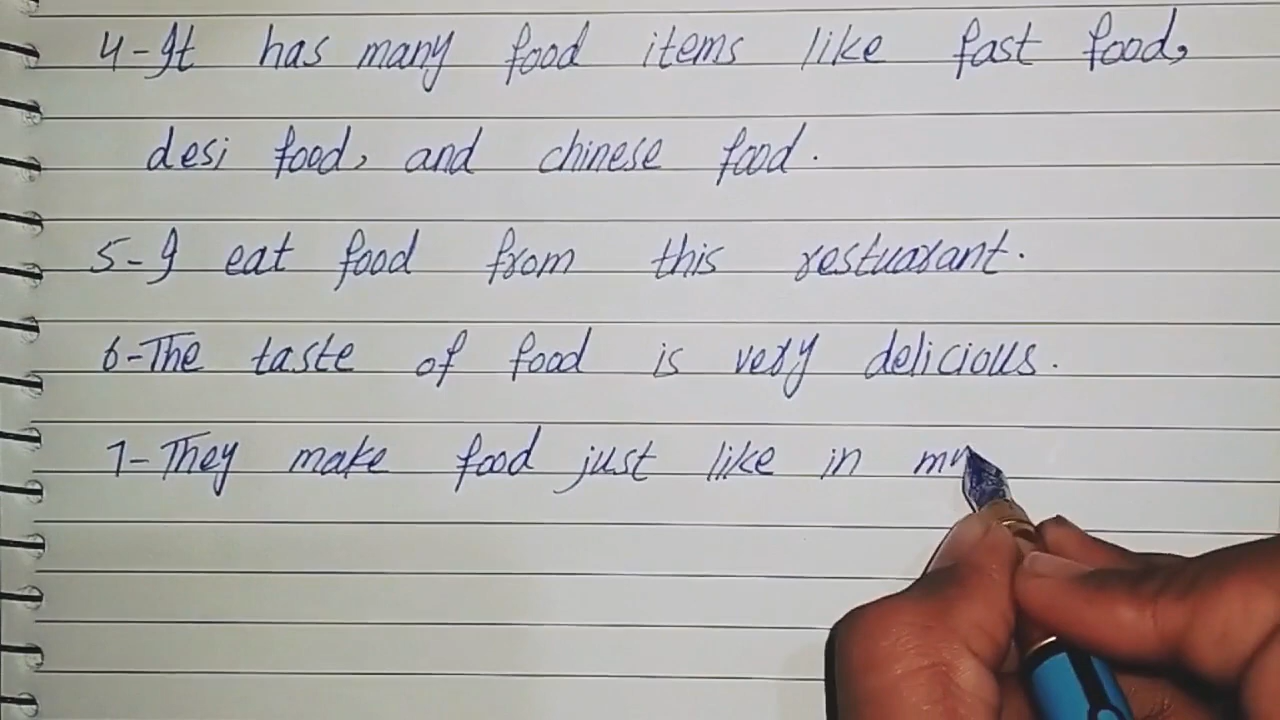 4-It has many food items like fast food,
desi food, and chinese food.
5-I eat food from this restuarant.
6-The taste of food is very delicious.
7-They make food just like in my